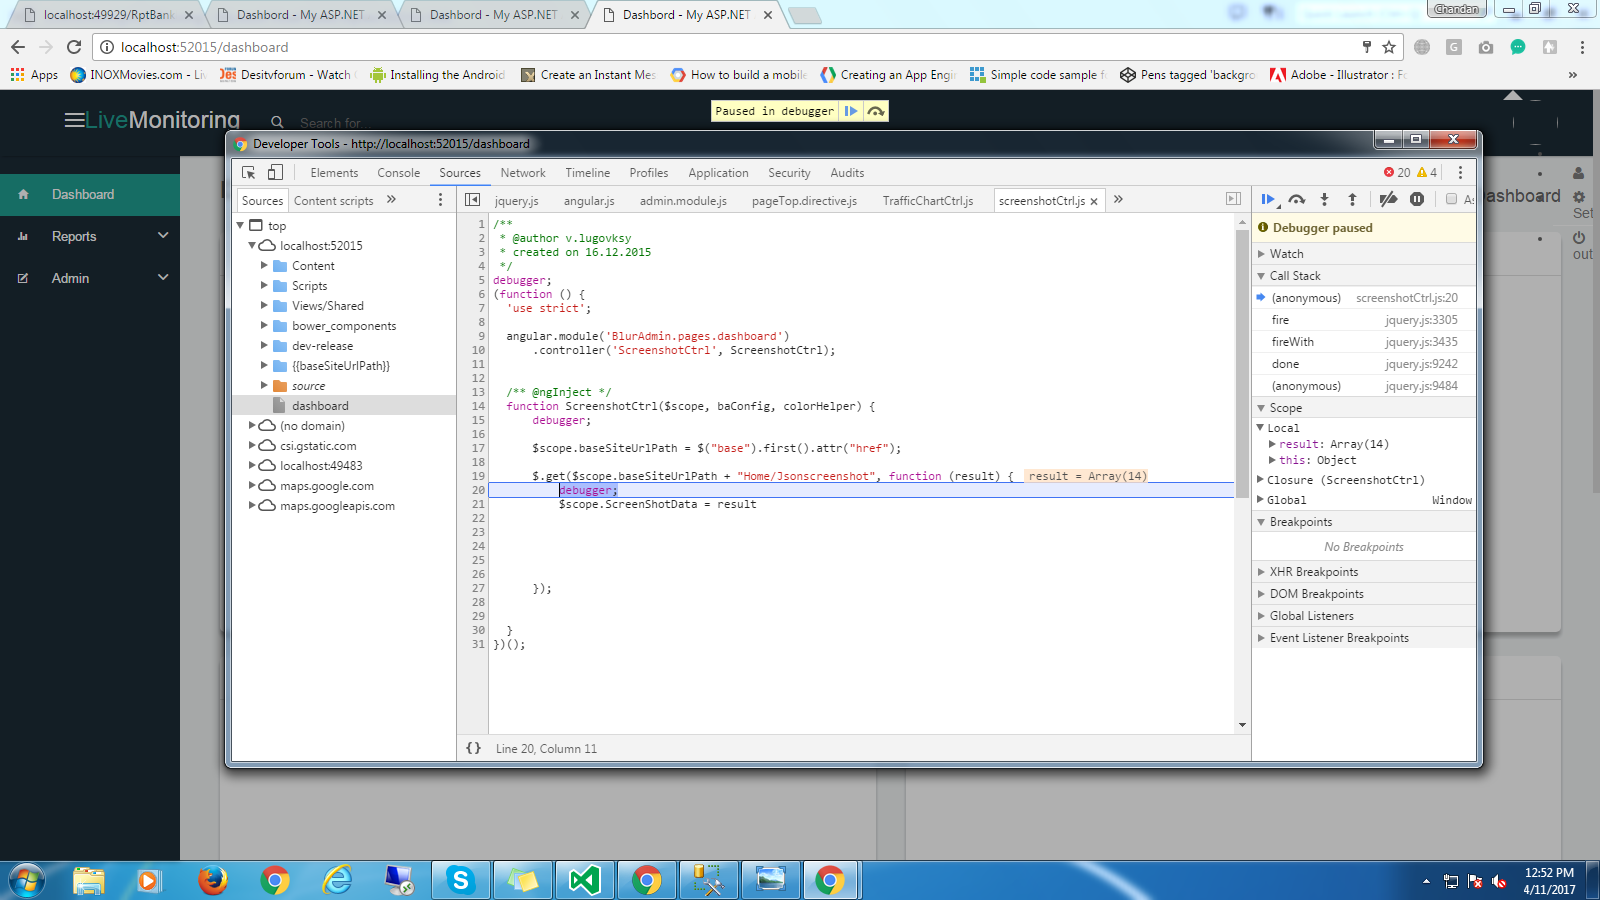 localhost:49929/RptBank
Dashbord - My ASP.NET
Dashbord - My ASP.NET
Dashbord - My ASP.NET
Chandan
localhost:52015/dashboard
Apps
INOXMovies.com - Liv
Desitvforum - Watch
Installing the Android
Create an Instant Mes
How to build a mobile
Creating an App Engi
Simple code sample f
Pens tagged 'backgro
Adobe - Illustrator : Fo
»
LiveMonitoring
Search for...
Paused in debugger
Dashboard
Reports
Admin
Dashboard
Set
out
Developer Tools - http://localhost:52015/dashboard
Elements
Console
Sources
Network
Timeline
Profiles
Application
Security
Audits
20
4
Sources
Content scripts
»
top
localhost:52015
Content
Scripts
Views/Shared
bower_components
dev-release
{{baseSiteUrlPath}}
source
dashboard
(no domain)
csi.gstatic.com
localhost:49483
maps.google.com
maps.googleapis.com
jquery.js
angular.js
admin.module.js
pageTop.directive.js
TrafficChartCtrl.js
screenshotCtrl.js ×
»
1 /**
2 * @author v.lugovksy
3 * created on 16.12.2015
4 */
5 debugger;
6 (function () {
7 'use strict';
8
9 angular.module('BlurAdmin.pages.dashboard')
10 .controller('ScreenshotCtrl', ScreenshotCtrl);
11
12
13 /** @ngInject */
14 function ScreenshotCtrl($scope, baConfig, colorHelper) {
15 debugger;
16
17 $scope.baseSiteUrlPath = $("base").first().attr("href");
18
19 $.get($scope.baseSiteUrlPath + "Home/Jsonscreenshot", function (result) { result = Array(14)
20 debugger;
21 $scope.ScreenShotData = result
22
23
24
25
26
27 });
28
29
30 }
31 })();
{} Line 20, Column 11
As
Debugger paused
Watch
Call Stack
(anonymous) screenshotCtrl.js:20
fire jquery.js:3305
fireWith jquery.js:3435
done jquery.js:9242
(anonymous) jquery.js:9484
Scope
Local
result: Array(14)
this: Object
Closure (ScreenshotCtrl)
Global Window
Breakpoints
No Breakpoints
XHR Breakpoints
DOM Breakpoints
Global Listeners
Event Listener Breakpoints
12:52 PM
4/11/2017